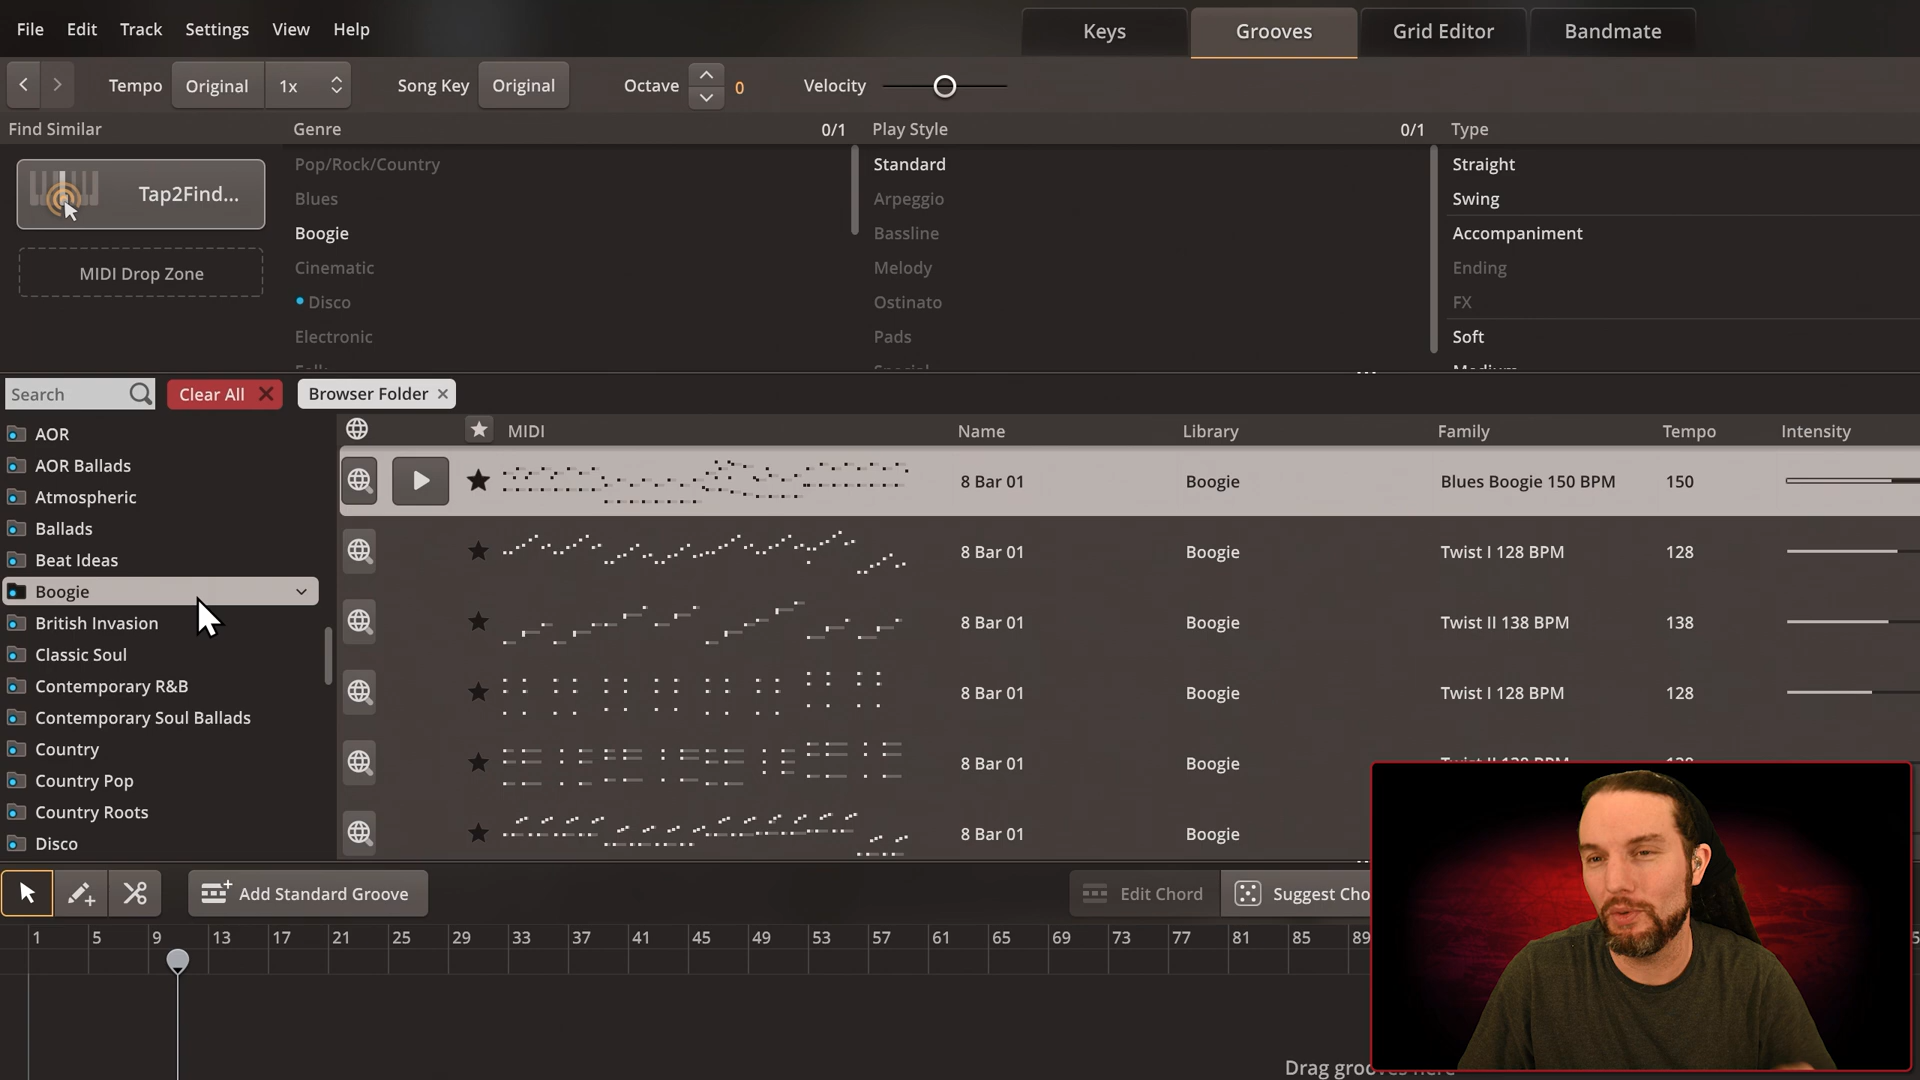 File Edit Track Settings View Help
Keys Grooves Grid Editor Bandmate
Tempo Original 1x Song Key Original Octave 0 Velocity
Find Similar Genre 0/1 Play Style 0/1 Type
Tap2Find...
MIDI Drop Zone
Pop/Rock/Country
Blues
Boogie
Cinematic
Disco
Electronic
Standard
Arpeggio
Bassline
Melody
Ostinato
Pads
Straight
Swing
Accompaniment
Ending
FX
Soft
Medium
Search Clear All Browser Folder
AOR
AOR Ballads
Atmospheric
Ballads
Beat Ideas
Boogie
British Invasion
Classic Soul
Contemporary R&B
Contemporary Soul Ballads
Country
Country Pop
Country Roots
Disco
MIDI Name Library Family Tempo Intensity
8 Bar 01 Boogie Blues Boogie 150 BPM 150
8 Bar 01 Boogie Twist I 128 BPM 128
8 Bar 01 Boogie Twist II 138 BPM 138
8 Bar 01 Boogie Twist I 128 BPM 128
8 Bar 01 Boogie
8 Bar 01 Boogie
Add Standard Groove Edit Chord Suggest Cho
1 5 9 13 17 21 25 29 33 37 41 45 49 53 57 61 65 69 73 77 81 85 89
Drag